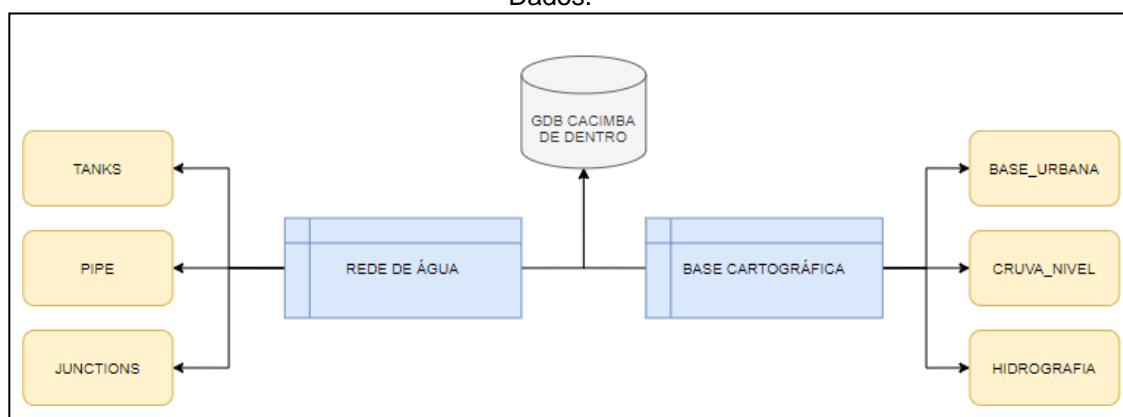 Dados.
GDB CACIMBA
DE DENTRO
TANKS
PIPE
JUNCTIONS
REDE DE ÁGUA
BASE CARTOGRÁFICA
BASE_URBANA
CRUVA_NIVEL
HIDROGRAFIA